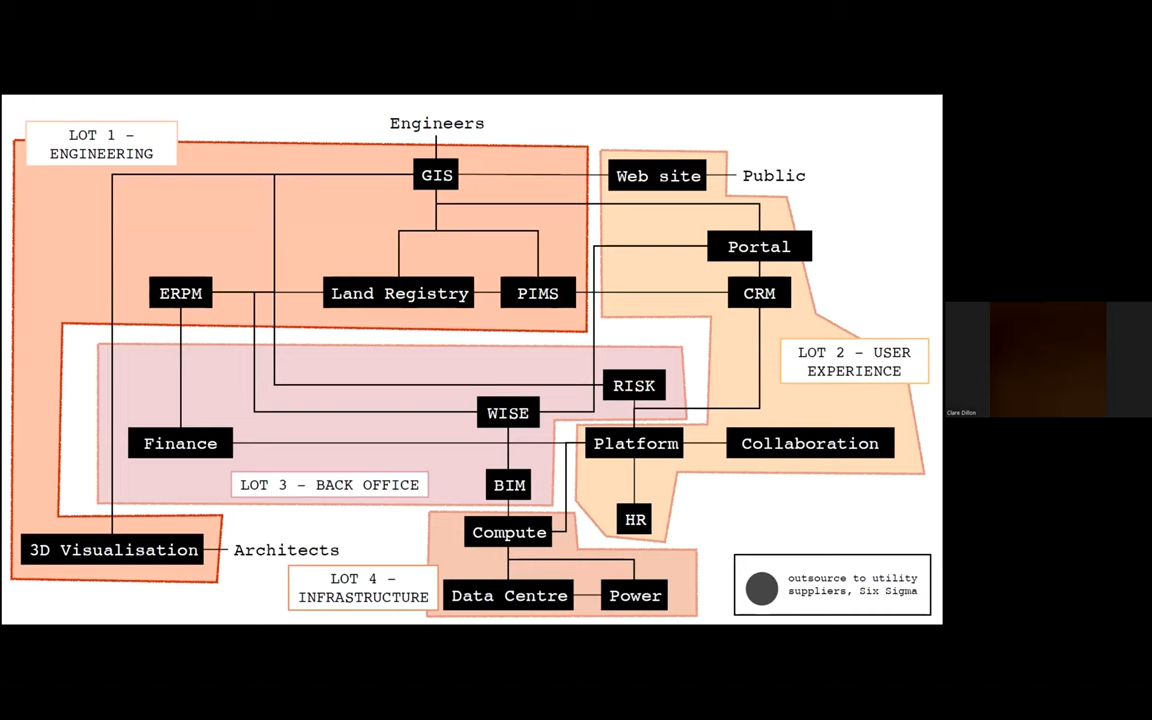 LOT 1 -
ENGINEERING
Engineers
GIS
Web site
Public
Portal
ERPM
Land Registry
PIMS
CRM
LOT 2 - USER
EXPERIENCE
RISK
WISE
Finance
Platform
Collaboration
LOT 3 - BACK OFFICE
BIM
HR
Compute
3D Visualisation
Architects
LOT 4 -
INFRASTRUCTURE
Data Centre
Power
outsource to utility
suppliers, Six Sigma
Clare Dillon